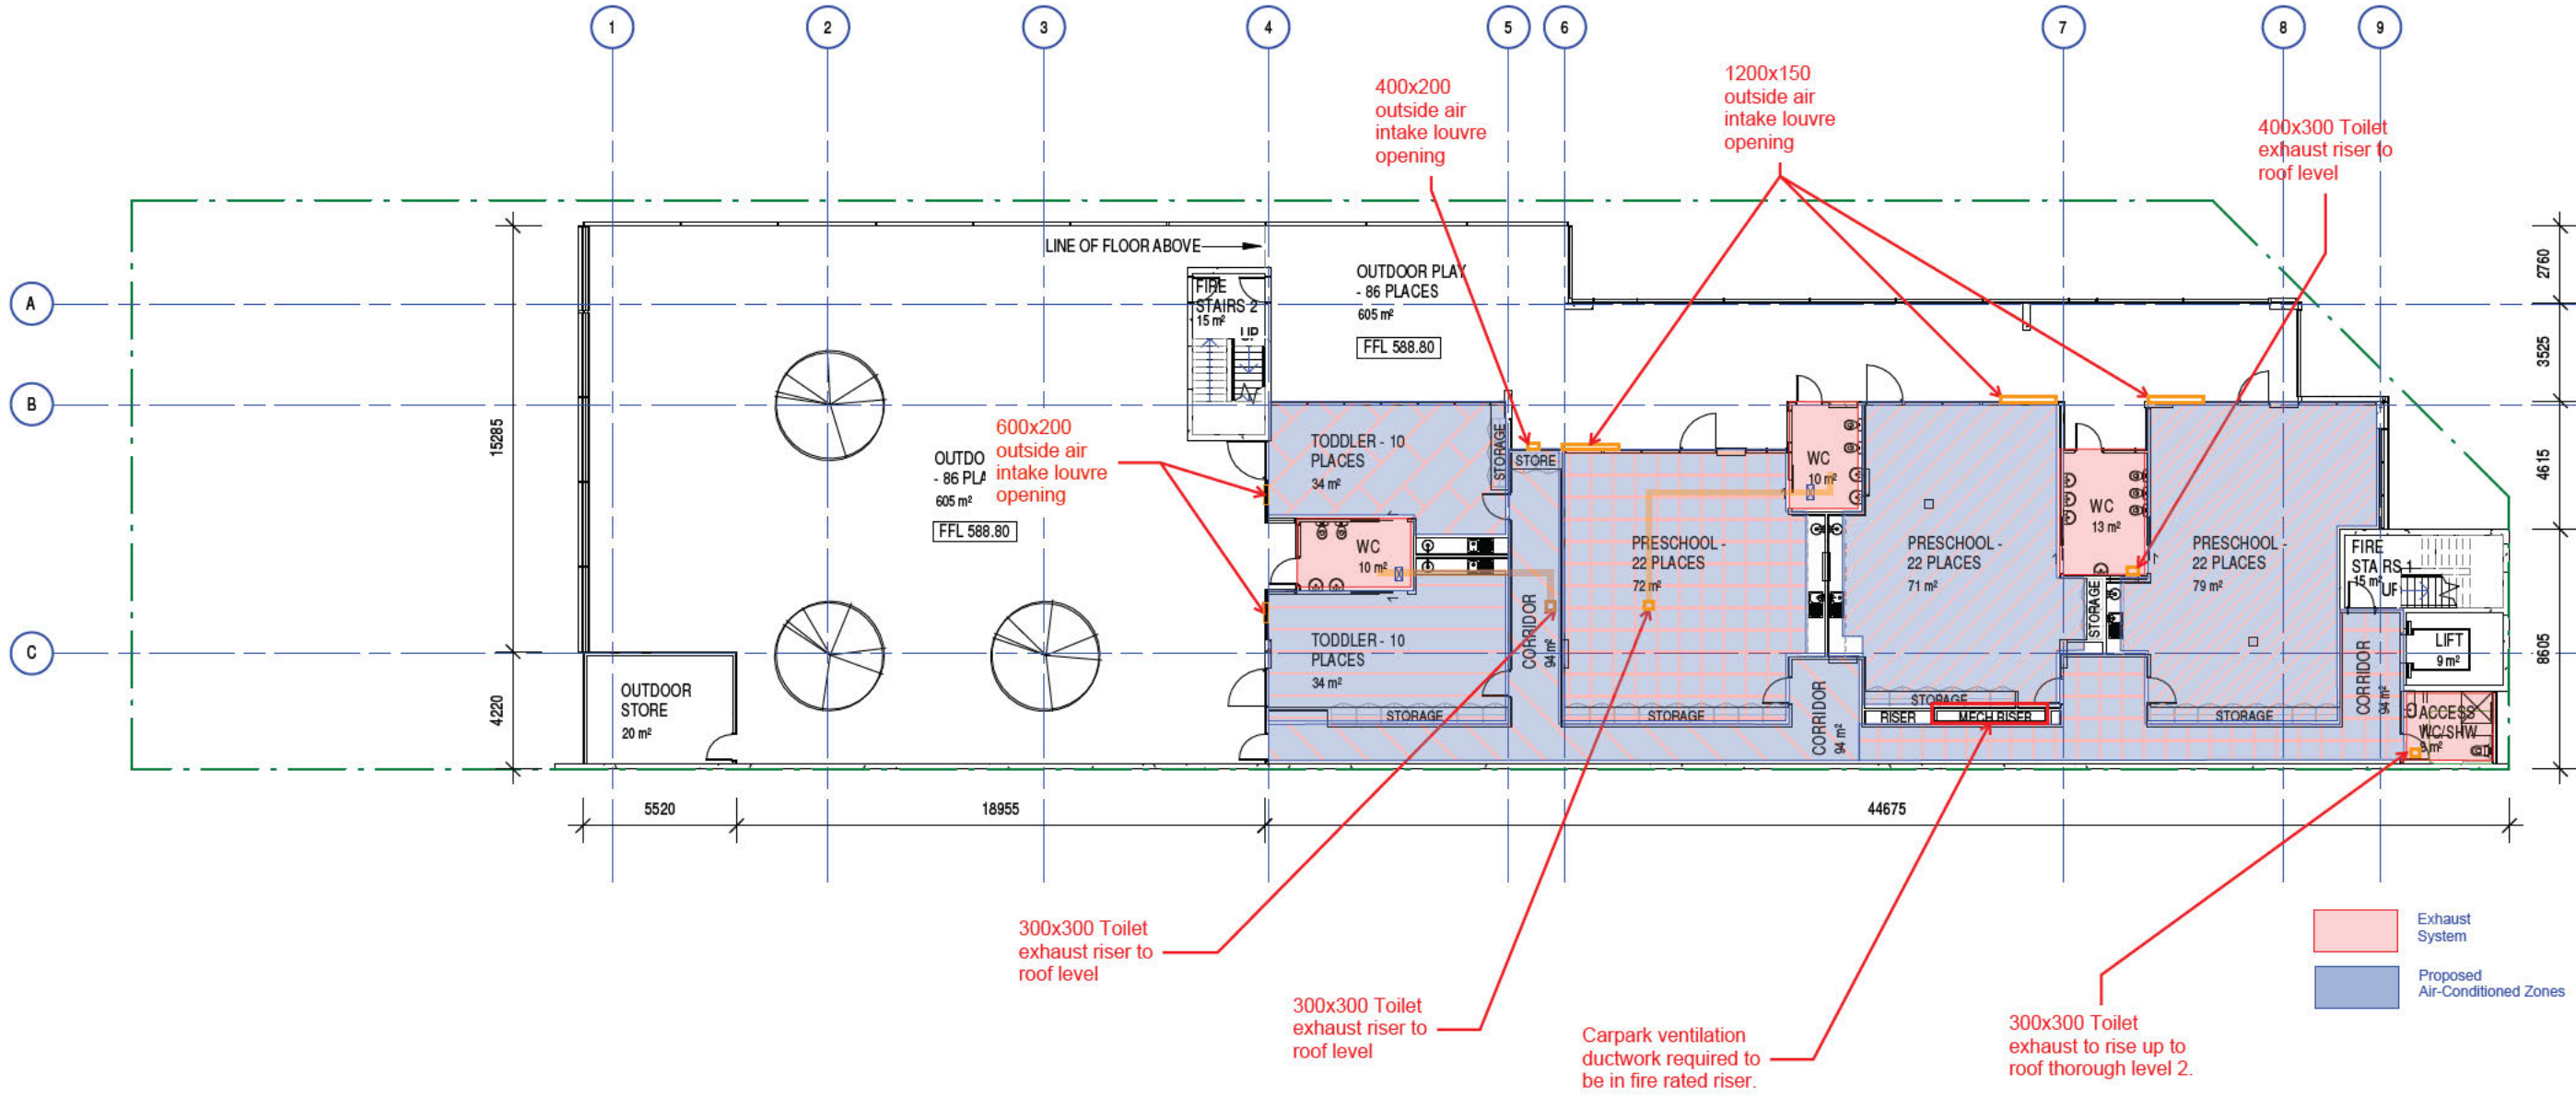 1
2
3
4
5
6
7
8
9
400x200
outside air
intake louvre
opening
1200x150
outside air
intake louvre
opening
400x300 Toilet
exhaust riser to
roof level
LINE OF FLOOR ABOVE
A
B
C
FIRE
STAIRS 2
15 m²
UP
OUTDOOR PLAY
- 86 PLACES
605 m²
FFL 588.80
2760
3525
4615
8605
15285
4220
OUTDO
- 86 PLA
605 m²
FFL 588.80
600x200
outside air
intake louvre
opening
TODDLER - 10
PLACES
34 m²
STORAGE
STORE
WC
10 m²
TODDLER - 10
PLACES
34 m²
STORAGE
CORRIDOR
94 m²
PRESCHOOL -
22 PLACES
72 m²
STORAGE
WC
10 m²
CORRIDOR
94 m²
PRESCHOOL -
22 PLACES
71 m²
STORAGE
RISER
MECH RISER
WC
13 m²
STORAGE
PRESCHOOL -
22 PLACES
79 m²
STORAGE
FIRE
STAIRS 1
15 m²
UP
LIFT
9 m²
CORRIDOR
94 m²
ACCESS
WC/SHW
8 m²
OUTDOOR
STORE
20 m²
5520
18955
44675
300x300 Toilet
exhaust riser to
roof level
300x300 Toilet
exhaust riser to
roof level
Carpark ventilation
ductwork required to
be in fire rated riser.
300x300 Toilet
exhaust to rise up to
roof thorough level 2.
Exhaust
System
Proposed
Air-Conditioned Zones